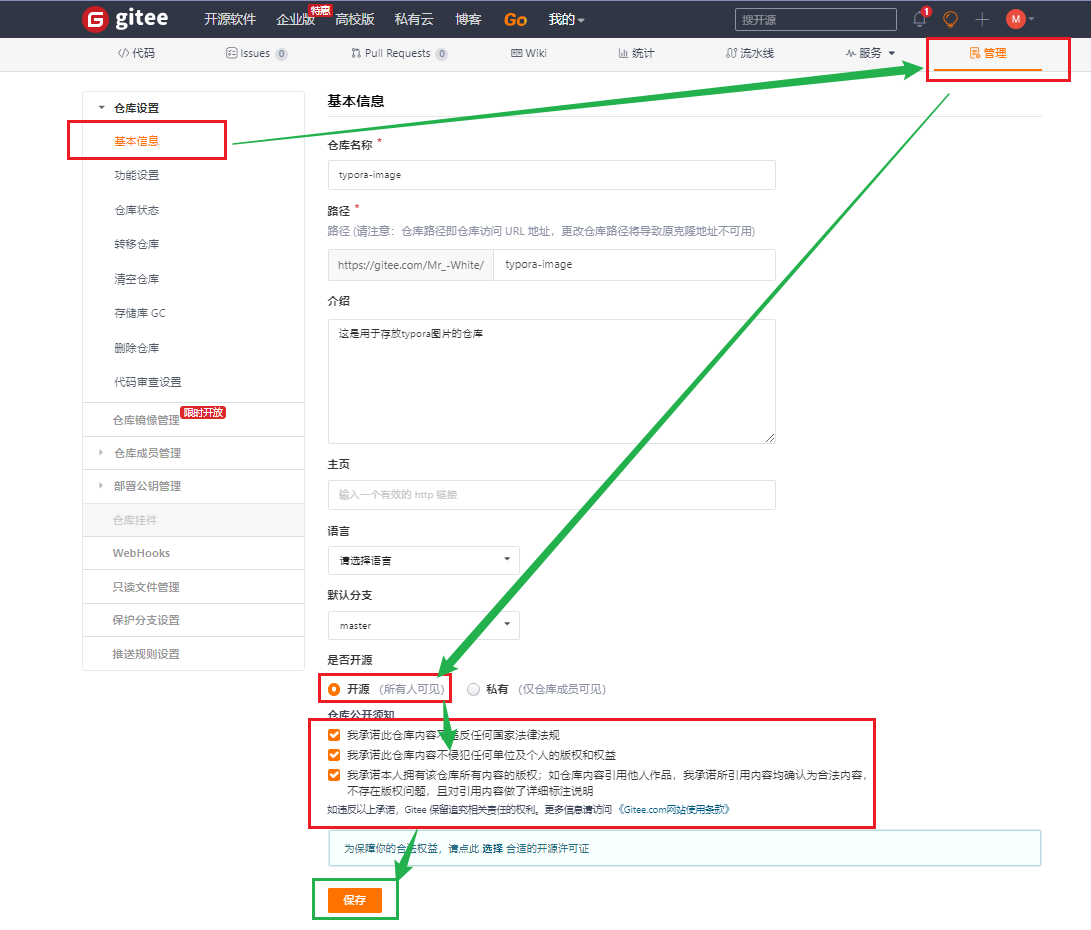 gitee
开源软件 企业版 特惠 高校版 私有云 博客 Go 我的 搜开源 1 M
代码 Issues 0 Pull Requests 0 Wiki 统计 流水线 服务 管理
仓库设置
基本信息
功能设置
仓库状态
转移仓库
清空仓库
存储库 GC
删除仓库
代码审查设置
仓库镜像管理 限时开放
仓库成员管理
部署公钥管理
仓库挂件
WebHooks
只读文件管理
保护分支设置
推送规则设置
基本信息
仓库名称 *
typora-image
路径 *
路径 (请注意：仓库路径即仓库访问 URL 地址，更改仓库路径将导致原克隆地址不可用)
https://gitee.com/Mr_-White/ typora-image
介绍
这是用于存放typora图片的仓库
主页
输入一个有效的 http 链接
语言
请选择语言
默认分支
master
是否开源
开源 (所有人可见) 私有 (仅仓库成员可见)
仓库公开须知
我承诺此仓库内容反任何国家法律法规
我承诺此仓库内容不侵犯任何单位及个人的版权和权益
我承诺本人拥有该仓库所有内容的版权；如仓库内容引用他人作品，我承诺所引用内容均确认为合法内容，
不存在版权问题，且对引用内容做了详细标注说明
如违反以上承诺，Gitee 保留追究相关责任的权利。更多信息请访问 《Gitee.com网站使用条款》
为保障你的合法权益，请点此 选择 合适的开源许可证
保存